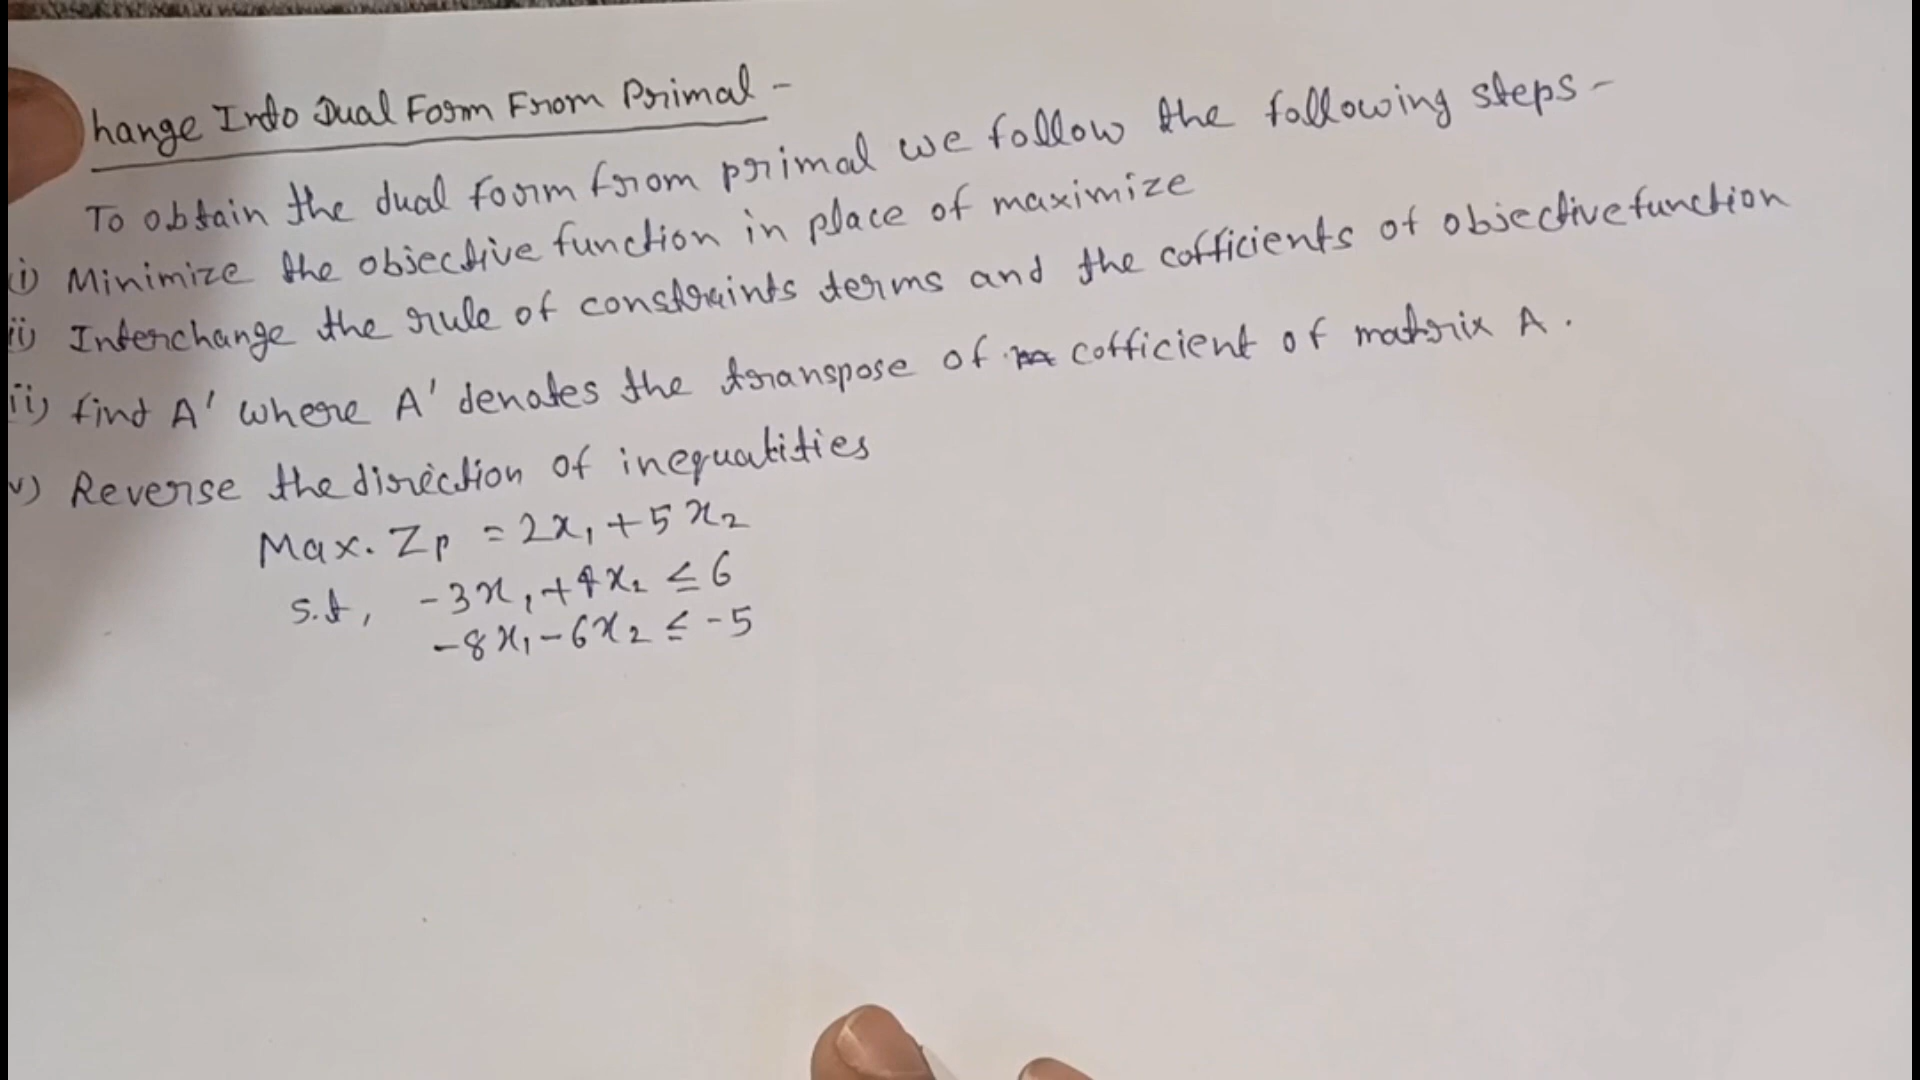 hange Into Dual Form From Primal -
To obtain the dual form from primal we follow the following steps -
i) Minimize the objective function in place of maximize
ii) Interchange the rule of constraints terms and the cofficients of objective function
ii) find A' where A' denotes the transpose of cofficient of matrix A.
v) Reverse the direction of inequatities
Max. Zp = 2x₁ + 5x₂
s.t, -3x₁ + 4x₂ ≤ 6
-8x₁ - 6x₂ ≤ -5